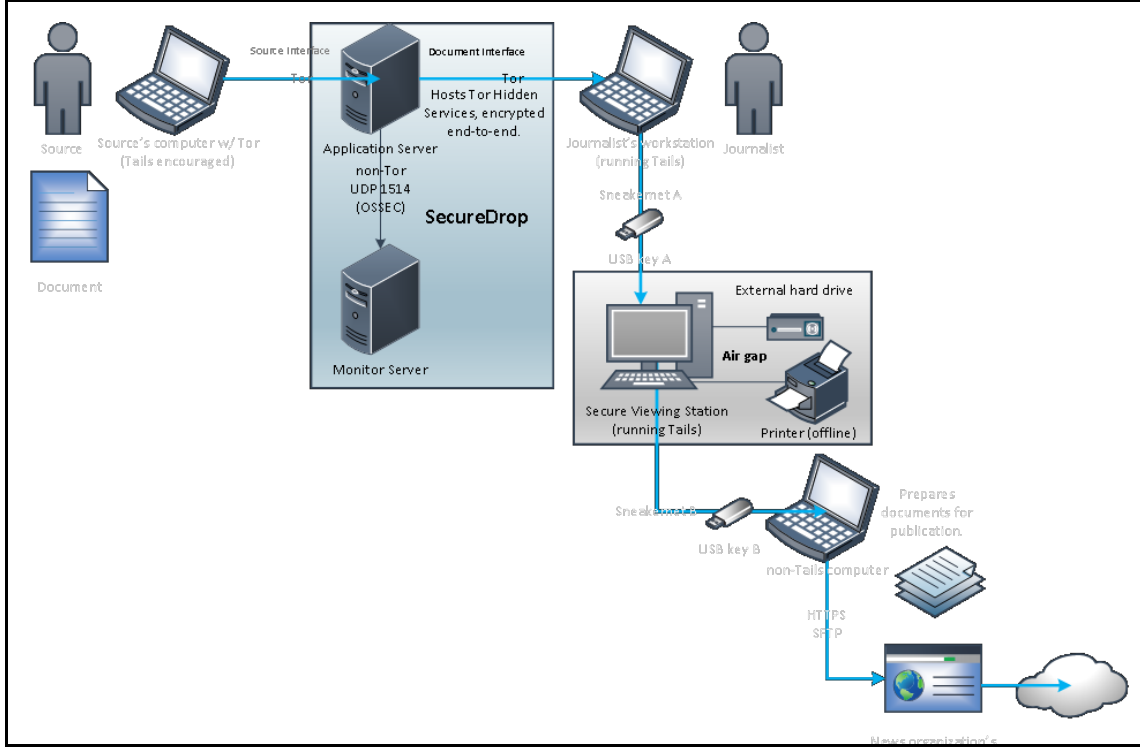 Source Interface
Document Interface
Tor
Tor
Hosts Tor Hidden
Services, encrypted
end-to-end.
Source
Source's computer w/ Tor
(Tails encouraged)
Application Server
Journalist's workstation
(running Tails)
Journalist
non-Tor
UDP 1514
(OSSEC)
SecureDrop
Sneakernet A
USB key A
Document
Monitor Server
External hard drive
Air gap
Secure Viewing Station
(running Tails)
Printer (offline)
Sneakernet B
USB key B
Prepares
documents for
publication.
non-Tails computer
HTTPS
SFTP
News organization's